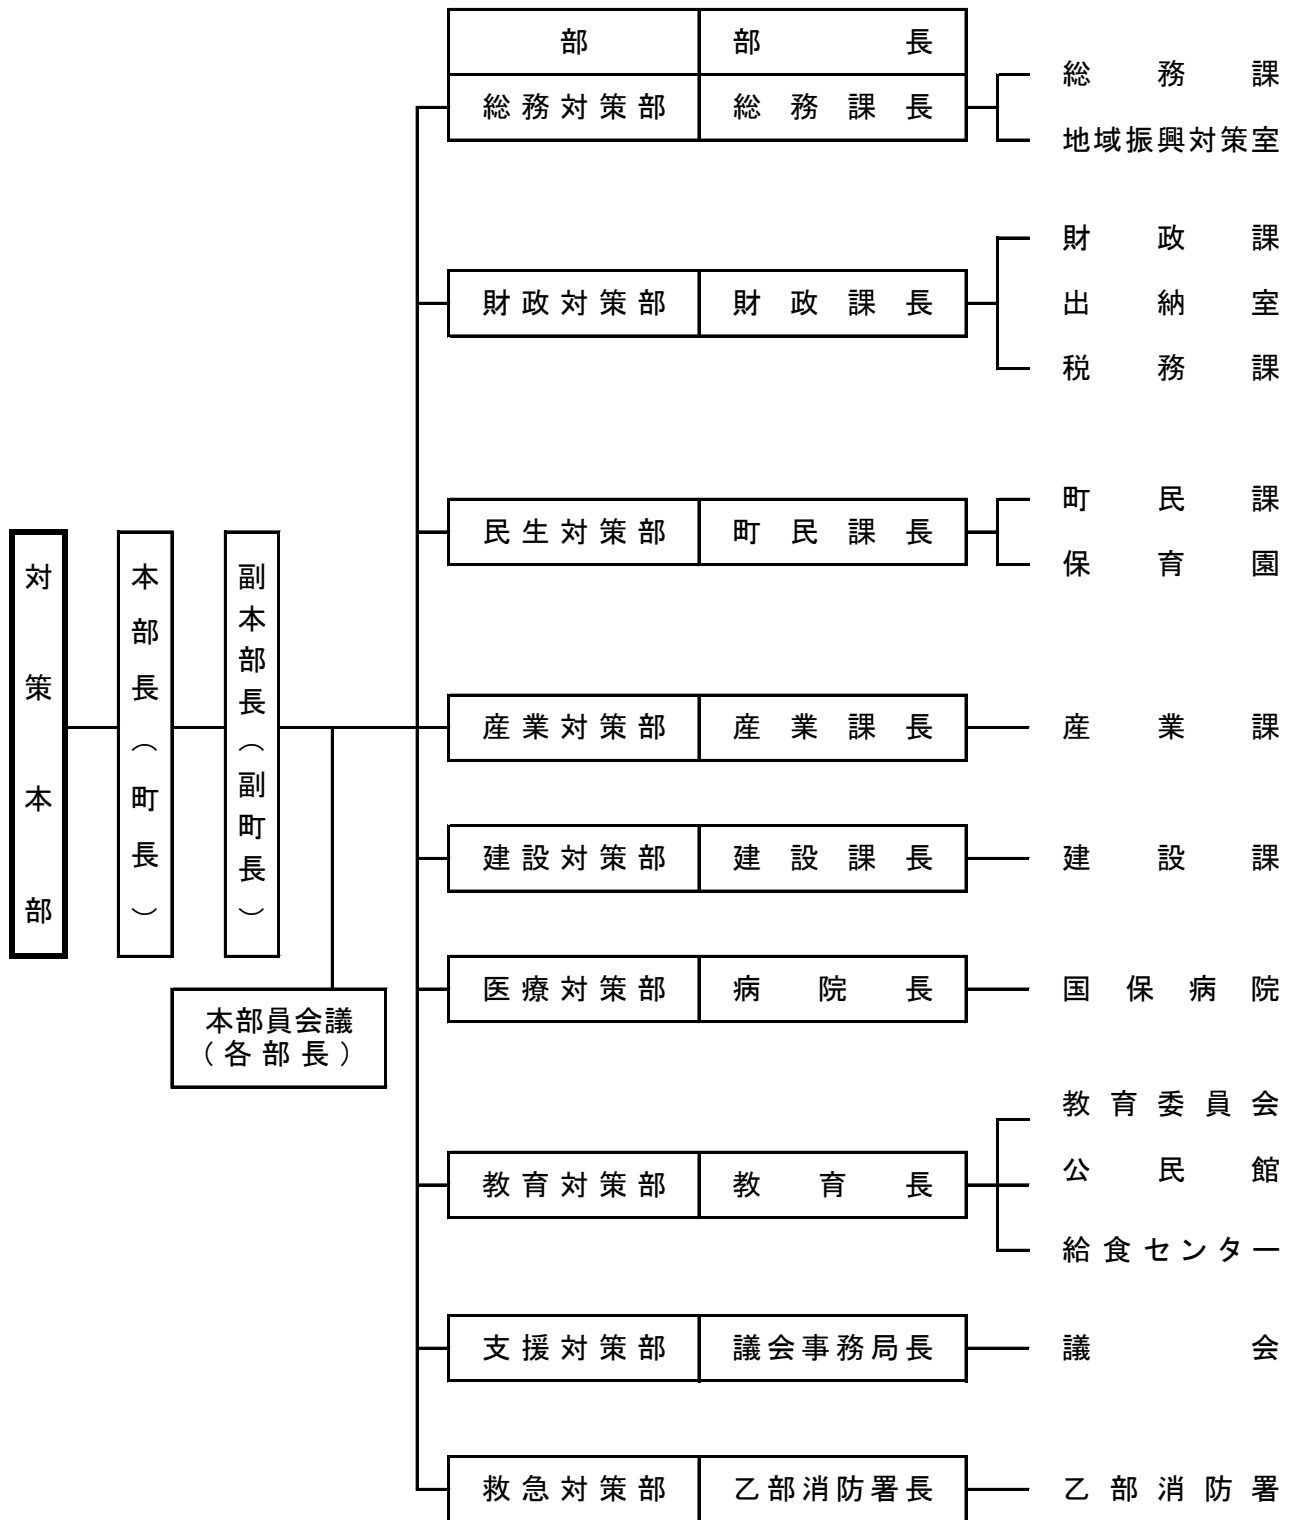 対策本部
本部長（町長）
副本部長（副町長）
本部員会議
（各部長）
部 部長
総務対策部 総務課長
総務課
地域振興対策室
財政対策部 財政課長
財政課
出納室
税務課
民生対策部 町民課長
町民課
保育園
産業対策部 産業課長 産業課
建設対策部 建設課長 建設課
医療対策部 病院長 国保病院
教育対策部 教育長
教育委員会
公民館
給食センター
支援対策部 議会事務局長 議会
救急対策部 乙部消防署長 乙部消防署